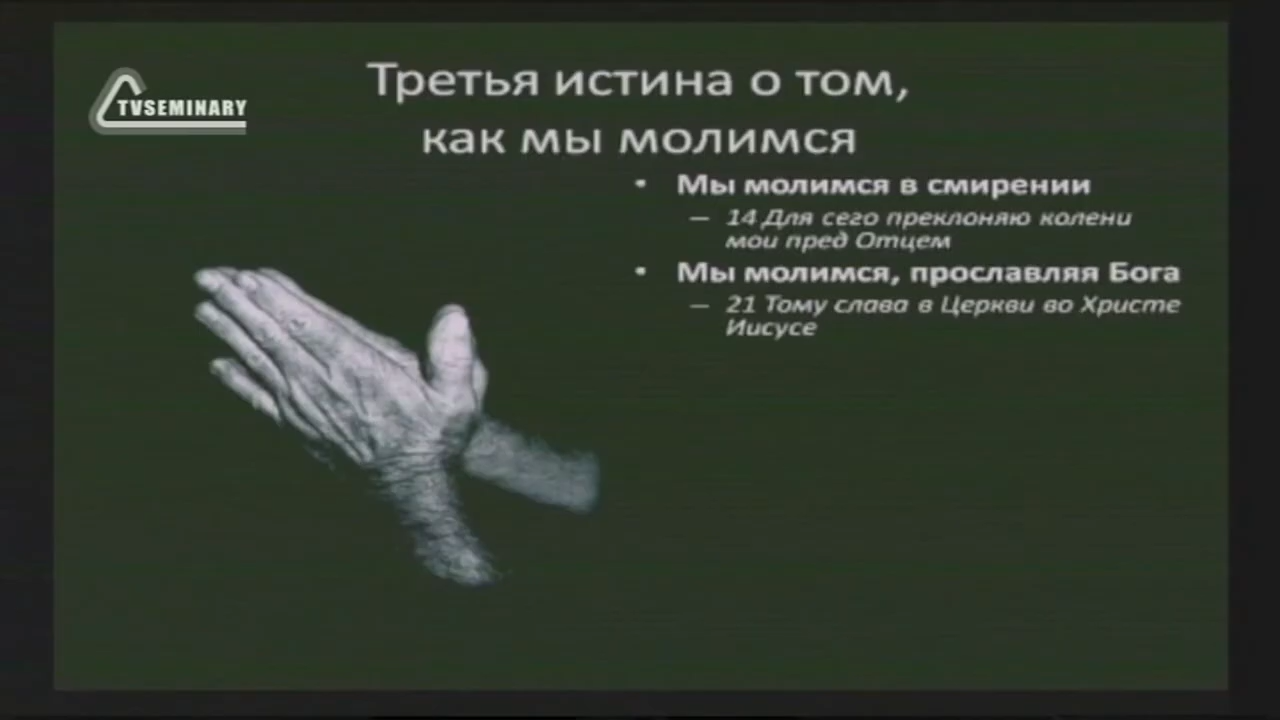 TVSEMINARY
Третья истина о том,
как мы молимся
• Мы молимся в смирении
– 14 Для сего преклоняю колени
мои пред Отцем
• Мы молимся, прославляя Бога
– 21 Тому слава в Церкви во Христе
Иисусе